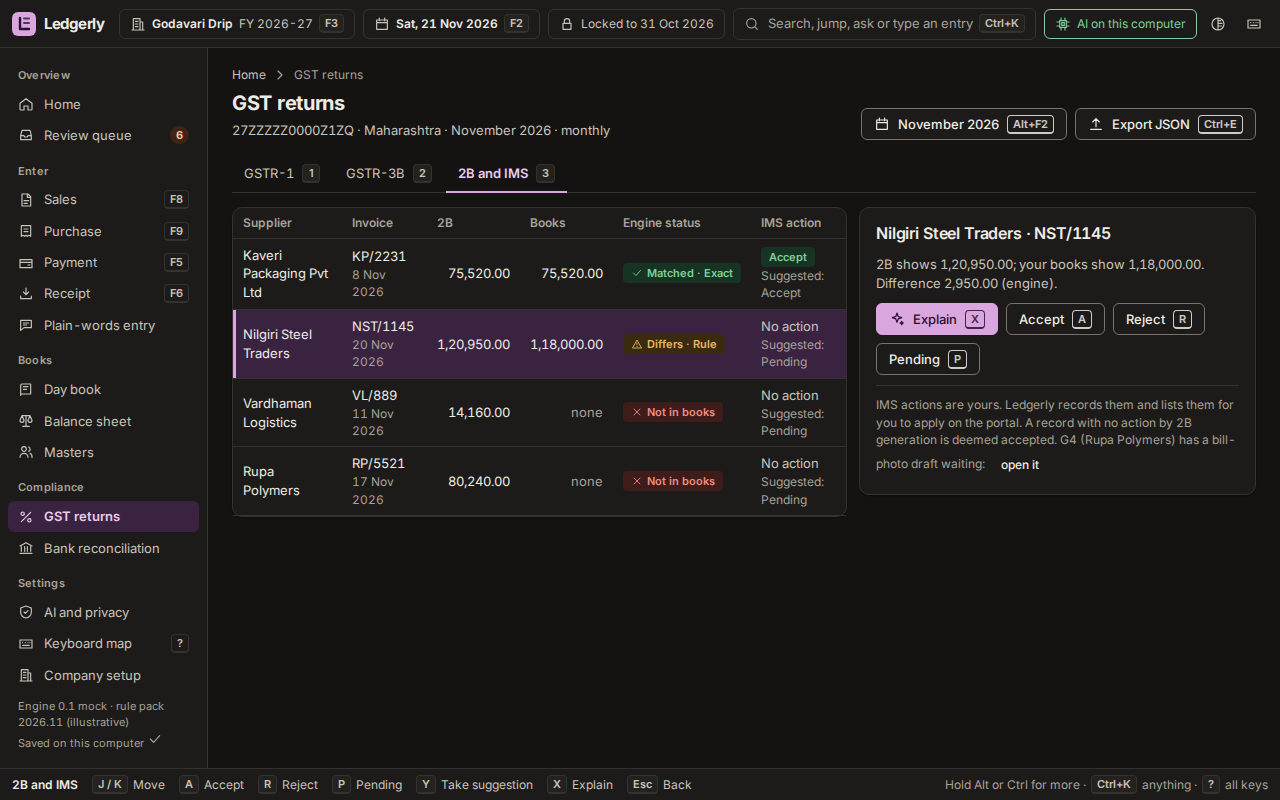 Ledgerly
Godavari Drip FY 2026-27 F3
Sat, 21 Nov 2026 F2
Locked to 31 Oct 2026
Search, jump, ask or type an entry Ctrl+K
AI on this computer
Overview
Home
Review queue 6
Enter
Sales F8
Purchase F9
Payment F5
Receipt F6
Plain-words entry
Books
Day book
Balance sheet
Masters
Compliance
GST returns
Bank reconciliation
Settings
AI and privacy
Keyboard map ?
Company setup
Engine 0.1 mock · rule pack
2026.11 (illustrative)
Saved on this computer
Home > GST returns
GST returns
27ZZZZZ0000Z1ZQ · Maharashtra · November 2026 · monthly
November 2026 Alt+F2
Export JSON Ctrl+E
GSTR-1 1 GSTR-3B 2 2B and IMS 3
Supplier Invoice 2B Books Engine status IMS action
Kaveri
Packaging Pvt
Ltd
KP/2231
8 Nov
2026
75,520.00
75,520.00
Matched · Exact
Accept
Suggested:
Accept
Nilgiri Steel
Traders
NST/1145
20 Nov
2026
1,20,950.00
1,18,000.00
Differs · Rule
No action
Suggested:
Pending
Vardhaman
Logistics
VL/889
11 Nov
2026
14,160.00
none
Not in books
No action
Suggested:
Pending
Rupa
Polymers
RP/5521
17 Nov
2026
80,240.00
none
Not in books
No action
Suggested:
Pending
Nilgiri Steel Traders · NST/1145
2B shows 1,20,950.00; your books show 1,18,000.00.
Difference 2,950.00 (engine).
Explain X Accept A Reject R
Pending P
IMS actions are yours. Ledgerly records them and lists them for
you to apply on the portal. A record with no action by 2B
generation is deemed accepted. G4 (Rupa Polymers) has a bill-
photo draft waiting: open it
2B and IMS J / K Move A Accept R Reject P Pending Y Take suggestion X Explain Esc Back
Hold Alt or Ctrl for more · Ctrl+K anything · ? all keys